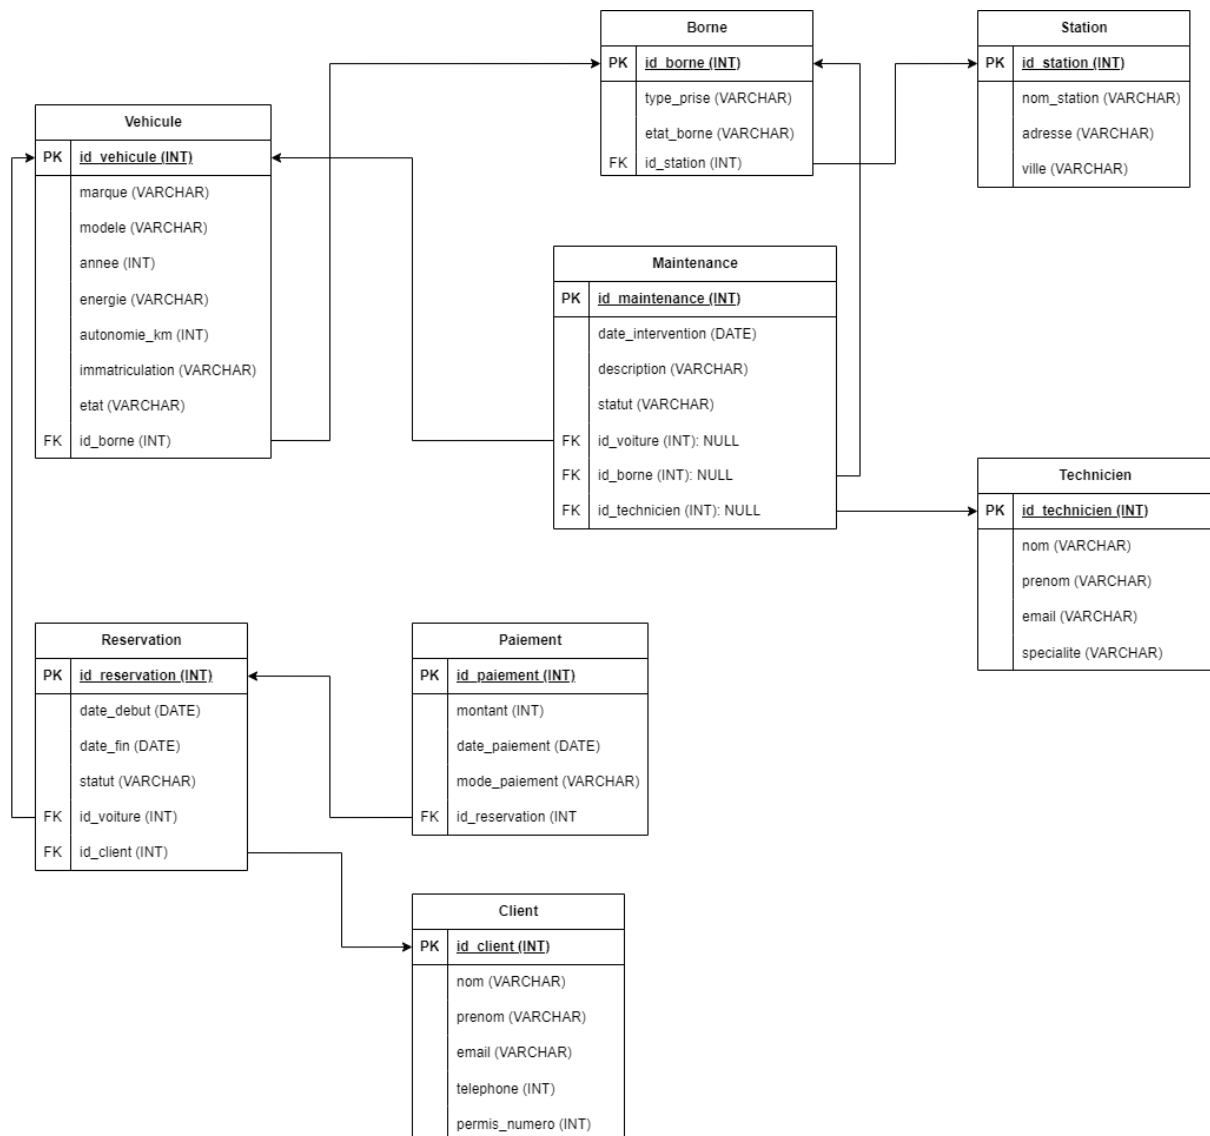 Borne
PK id_borne (INT)
type_prise (VARCHAR)
etat_borne (VARCHAR)
FK id_station (INT)
Station
PK id_station (INT)
nom_station (VARCHAR)
adresse (VARCHAR)
ville (VARCHAR)
Vehicule
PK id_vehicule (INT)
marque (VARCHAR)
modele (VARCHAR)
annee (INT)
energie (VARCHAR)
autonomie_km (INT)
immatriculation (VARCHAR)
etat (VARCHAR)
FK id_borne (INT)
Maintenance
PK id_maintenance (INT)
date_intervention (DATE)
description (VARCHAR)
statut (VARCHAR)
FK id_voiture (INT): NULL
FK id_borne (INT): NULL
FK id_technicien (INT): NULL
Technicien
PK id_technicien (INT)
nom (VARCHAR)
prenom (VARCHAR)
email (VARCHAR)
specialite (VARCHAR)
Reservation
PK id_reservation (INT)
date_debut (DATE)
date_fin (DATE)
statut (VARCHAR)
FK id_voiture (INT)
FK id_client (INT)
Paiement
PK id_paiement (INT)
montant (INT)
date_paiement (DATE)
mode_paiement (VARCHAR)
FK id_reservation (INT
Client
PK id_client (INT)
nom (VARCHAR)
prenom (VARCHAR)
email (VARCHAR)
telephone (INT)
permis_numero (INT)